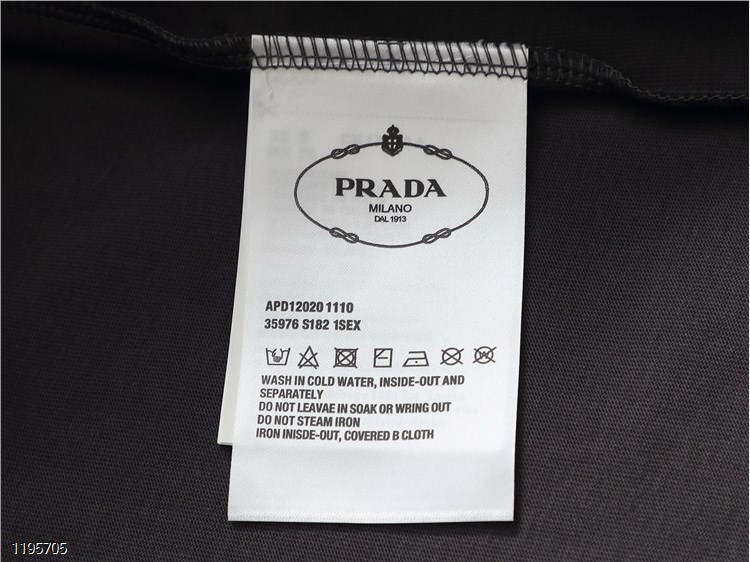 PRADA
MILANO
DAL 1913
APD12020 1110
35976 S182 1SEX
WASH IN COLD WATER, INSIDE-OUT AND
SEPARATELY
DO NOT LEAVAE IN SOAK OR WRING OUT
DO NOT STEAM IRON
IRON INISDE-OUT, COVERED B CLOTH
1195705